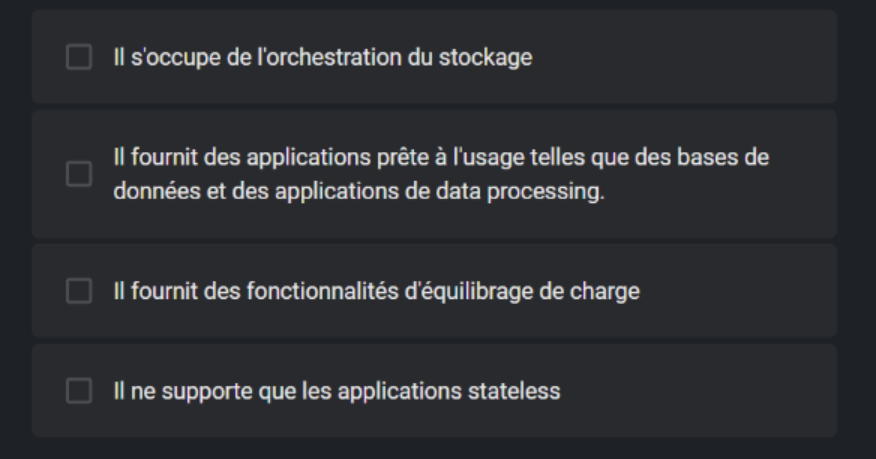 Il s'occupe de l'orchestration du stockage
Il fournit des applications prête à l'usage telles que des bases de
données et des applications de data processing.
Il fournit des fonctionnalités d'équilibrage de charge
Il ne supporte que les applications stateless